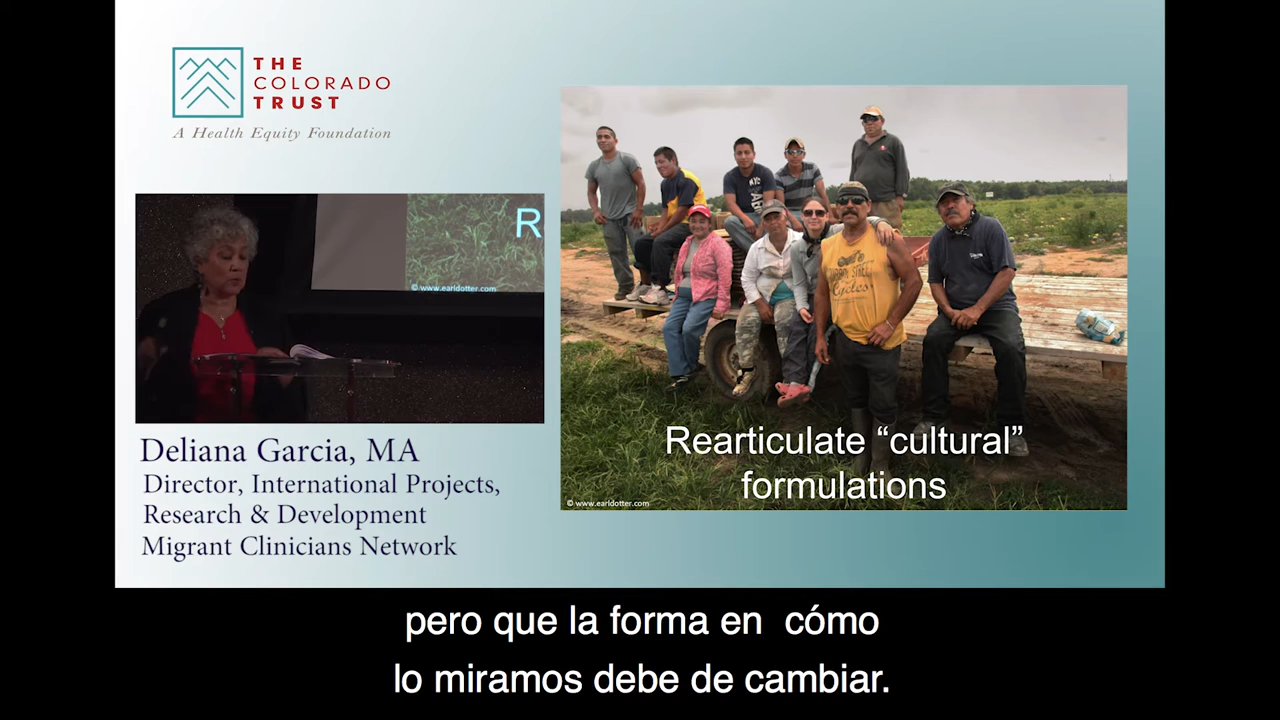 THE
COLORADO
TRUST
A Health Equity Foundation
R
© www.earldotter.com
Deliana Garcia, MA
Director, International Projects,
Research & Development
Migrant Clinicians Network
Rearticulate “cultural”
formulations
© www.earldotter.com
pero que la forma en  cómo
lo miramos debe de cambiar.